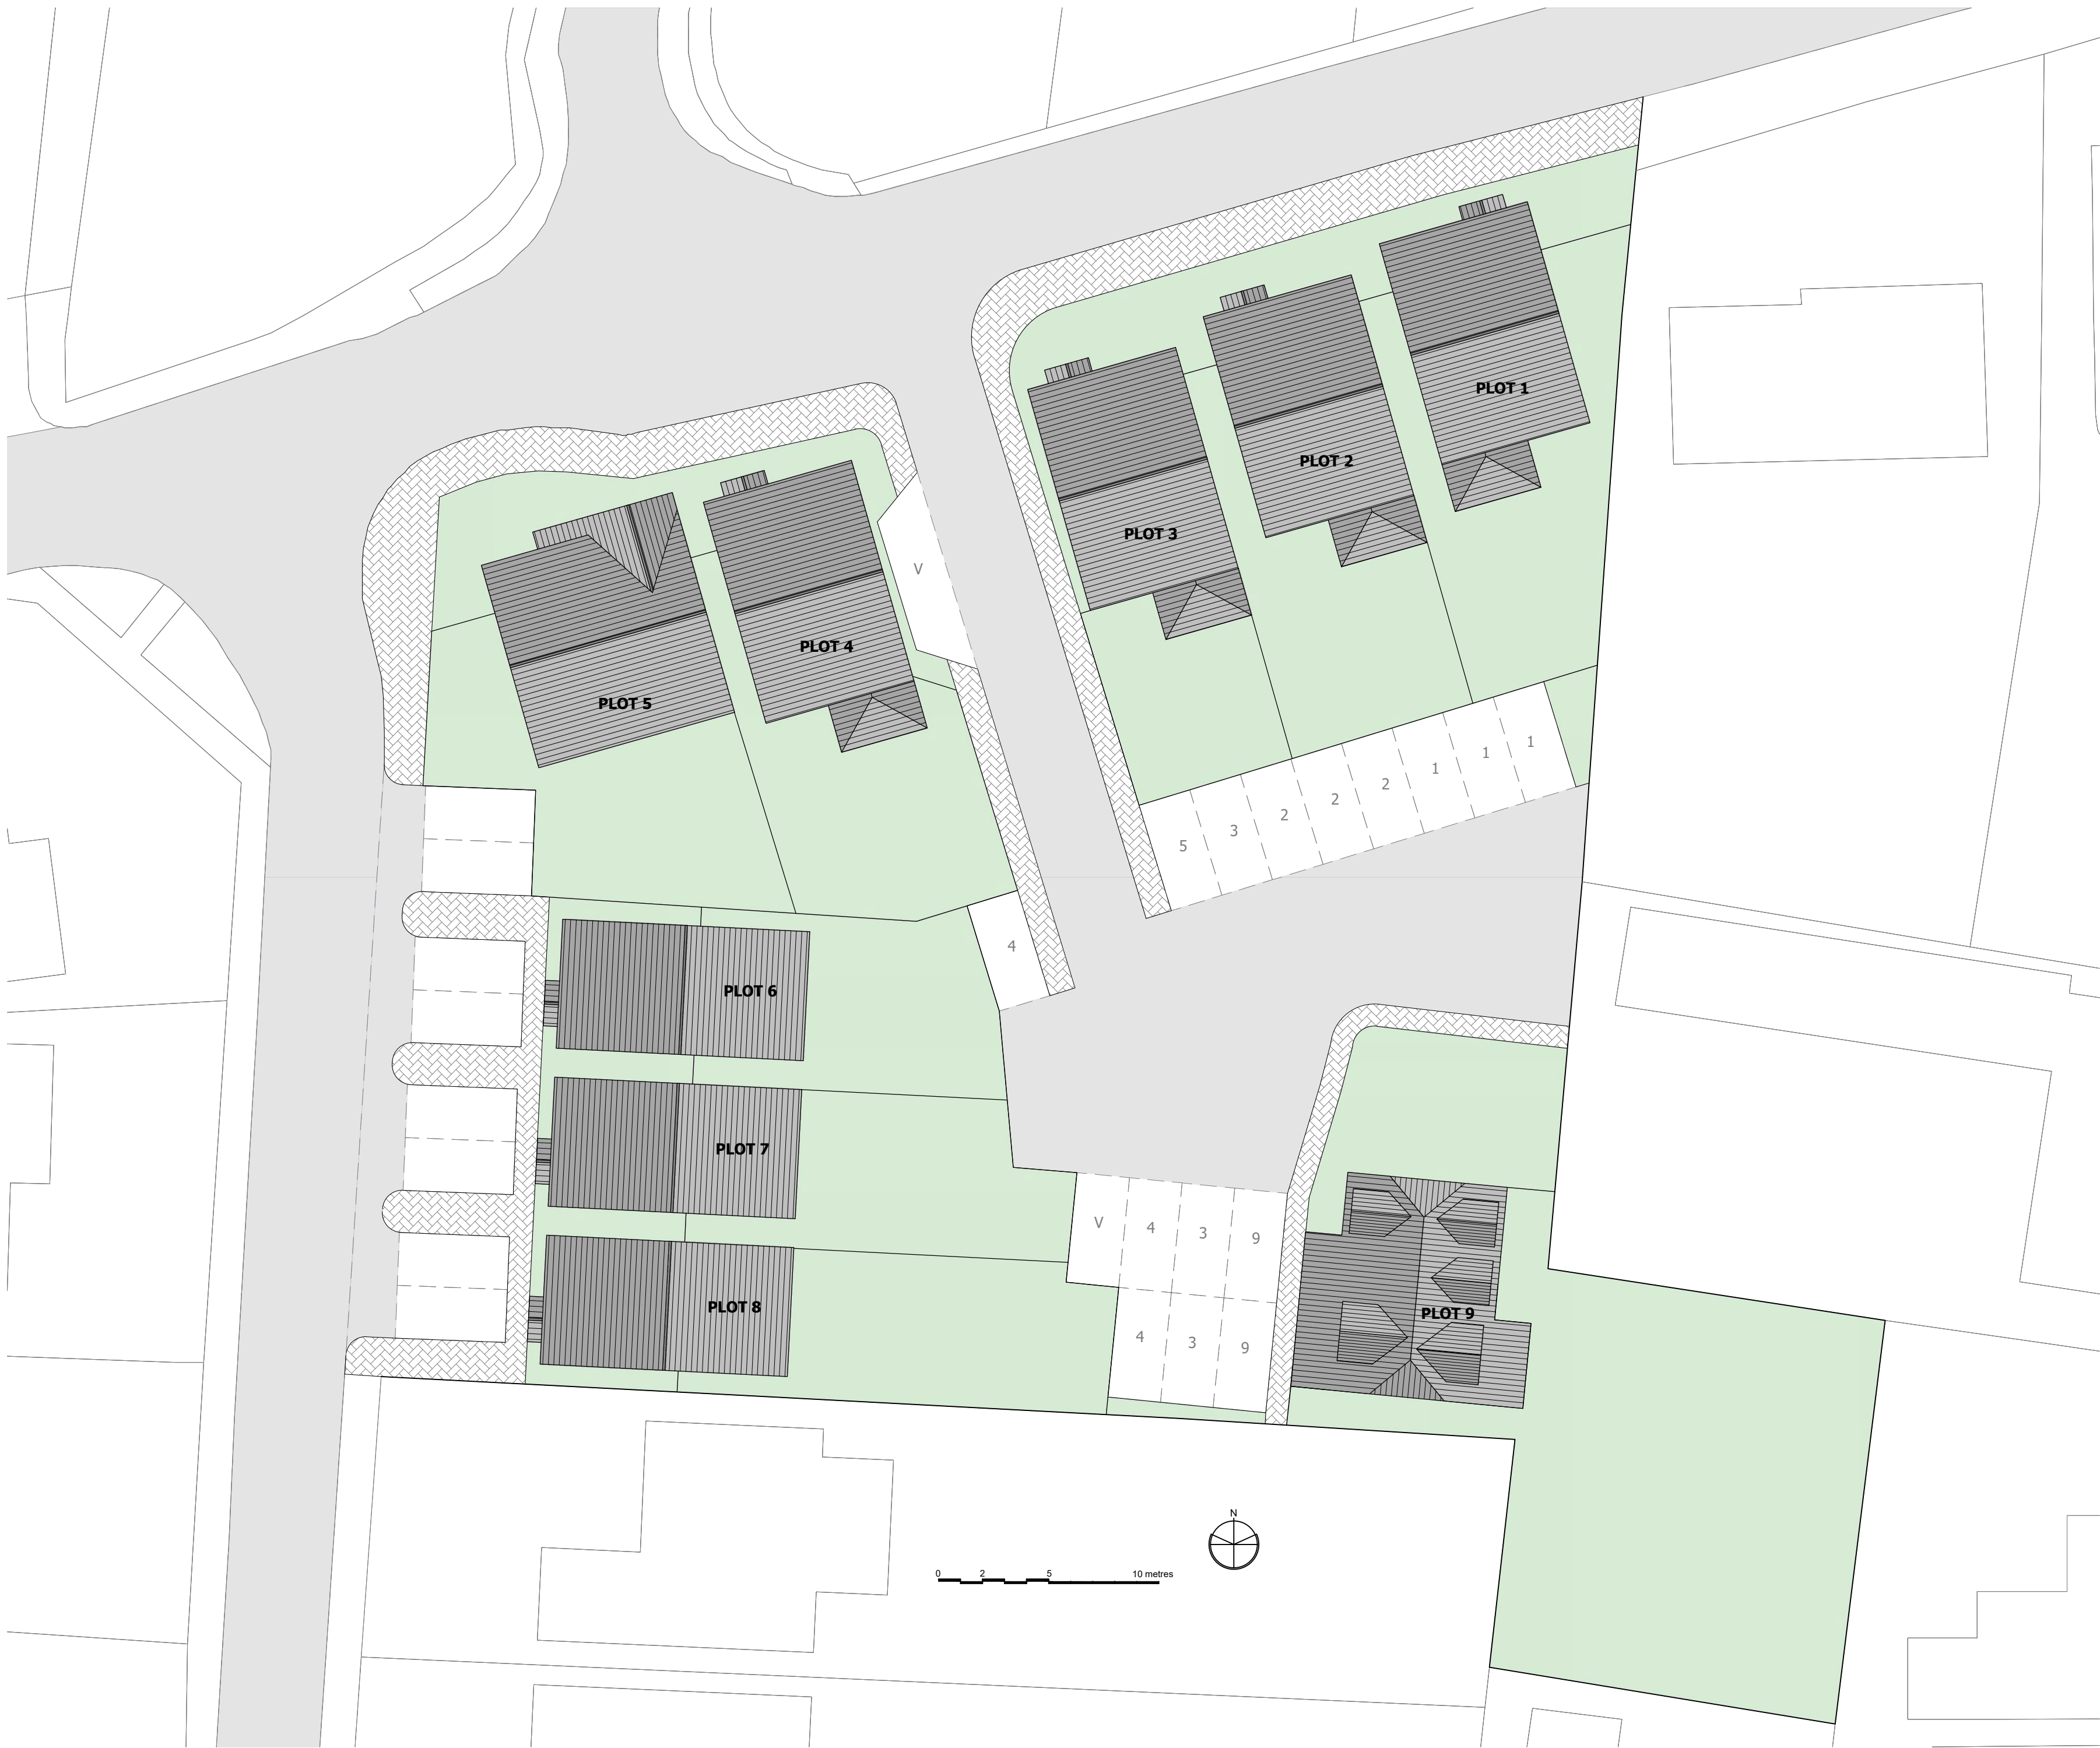 PLOT 1
PLOT 2
PLOT 3
V
PLOT 4
PLOT 5
5 3 2 2 2 1 1 1
4
PLOT 6
PLOT 7
V 4 3 9
PLOT 8
PLOT 9
4 3 9
N
0 2 5 10 metres